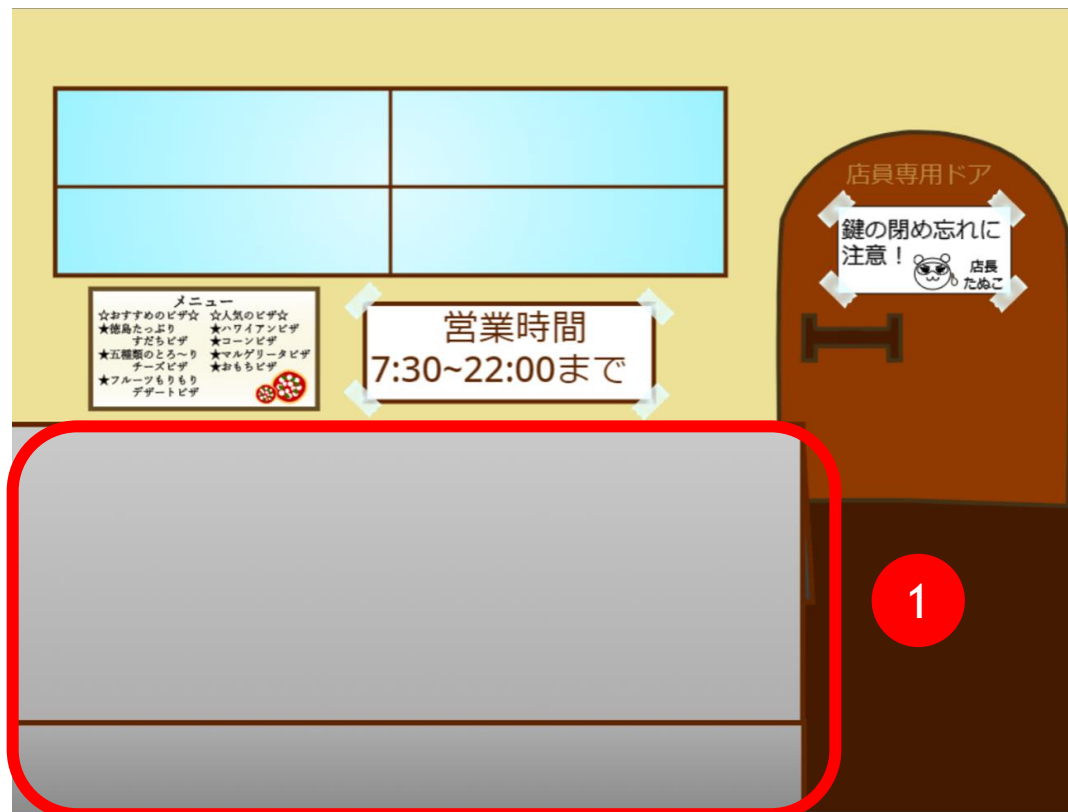 店員専用ドア
鍵の閉め忘れに
注意！
店長
たぬこ
メニュー
☆おすすめのピザ☆
★徳島たっぷり
すだちピザ
★五種類のとろ～り
チーズピザ
★フルーツもりもり
デザートピザ
☆人気のピザ☆
★ハワイアンピザ
★コーンピザ
★マルゲリータピザ
★おもちピザ
営業時間
7:30~22:00まで
1